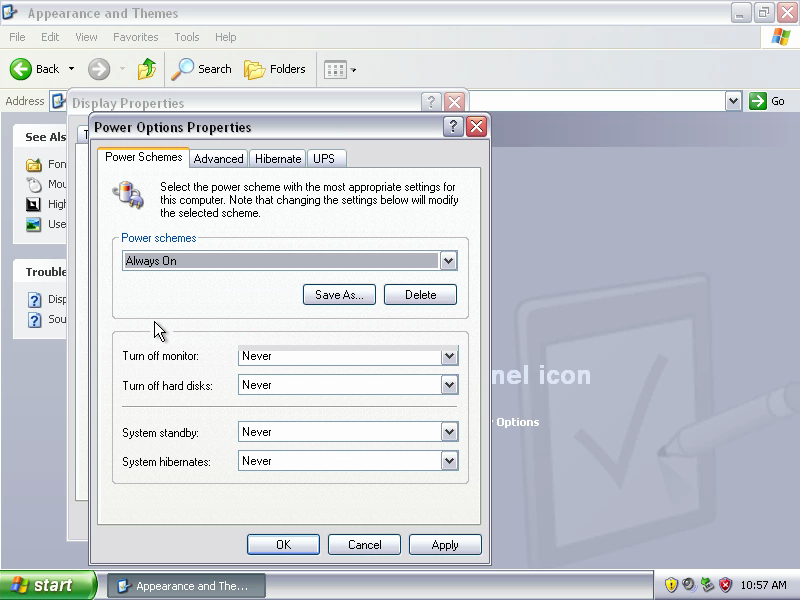 Appearance and Themes
File Edit View Favorites Tools Help
Back Search Folders
Address Go
Display Properties
Power Options Properties
See Als
Fon
Mou
High
Use
Trouble
Disp
Sou
T
Power Schemes Advanced Hibernate UPS
Select the power scheme with the most appropriate settings for
this computer. Note that changing the settings below will modify
the selected scheme.
Power schemes
Always On
Save As... Delete
Turn off monitor: Never
Turn off hard disks: Never
System standby: Never
System hibernates: Never
OK Cancel Apply
nel icon
Options
start Appearance and The... 10:57 AM